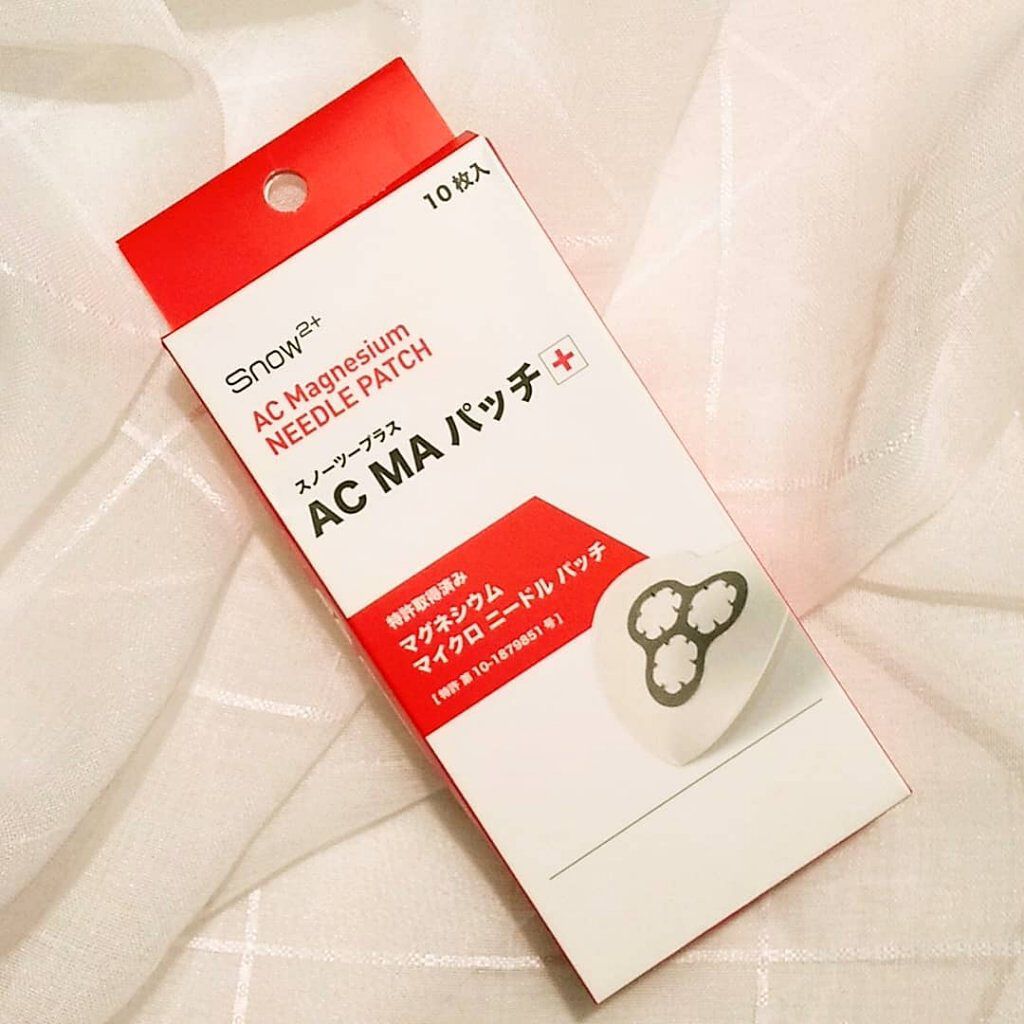 10枚入
Snow2+
AC Magnesium
NEEDLE PATCH
スノーツープラス
AC MA パッチ
特許取得済み
マグネシウム
マイクロ ニードル パッチ
[特許 第10-1879851号]